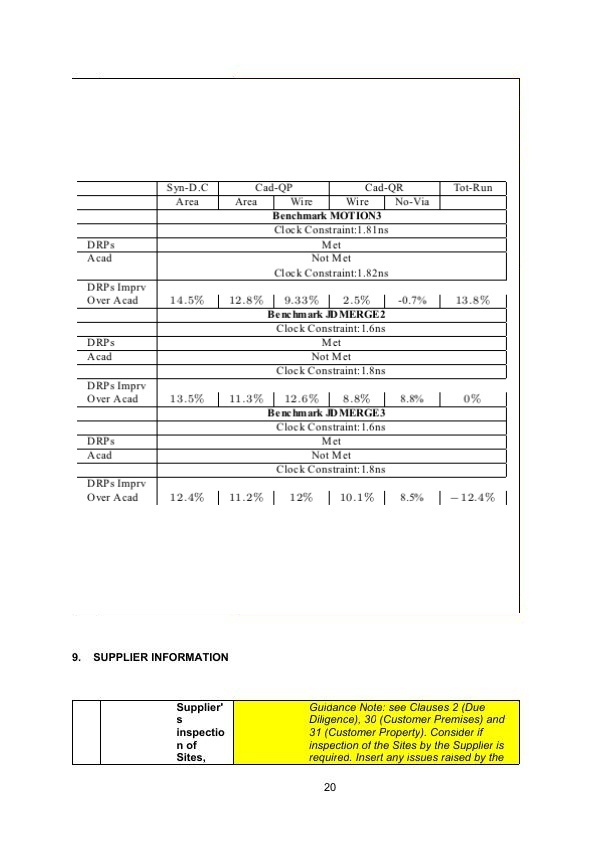 Syn-D.C Cad-QP Cad-QR Tot-Run
Area Area Wire Wire No-Via
Benchmark MOTION3
Clock Constraint:1.81ns
DRPs Met
Acad Not Met
Clock Constraint:1.82ns
DRPs Imprv
Over Acad 14.5% 12.8% 9.33% 2.5% -0.7% 13.8%
Benchmark JDMERGE2
Clock Constraint:1.6ns
DRPs Met
Acad Not Met
Clock Constraint:1.8ns
DRPs Imprv
Over Acad 13.5% 11.3% 12.6% 8.8% 8.8% 0%
Benchmark JDMERGE3
Clock Constraint:1.6ns
DRPs Met
Acad Not Met
Clock Constraint:1.8ns
DRPs Imprv
Over Acad 12.4% 11.2% 12% 10.1% 8.5% −12.4%
9. SUPPLIER INFORMATION
Supplier'
s
inspectio
n of
Sites,
Guidance Note: see Clauses 2 (Due
Diligence), 30 (Customer Premises) and
31 (Customer Property). Consider if
inspection of the Sites by the Supplier is
required. Insert any issues raised by the
20